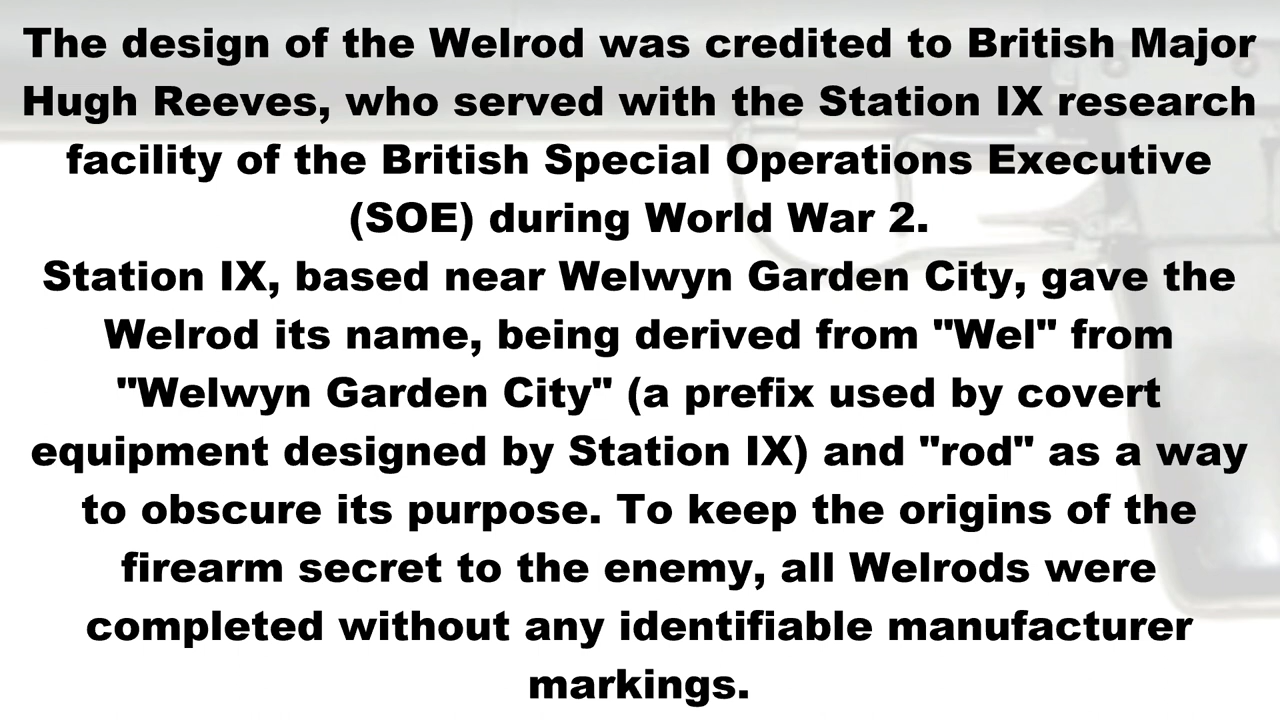 The design of the Welrod was credited to British Major
Hugh Reeves, who served with the Station IX research
facility of the British Special Operations Executive
(SOE) during World War 2.
Station IX, based near Welwyn Garden City, gave the
Welrod its name, being derived from "Wel" from
"Welwyn Garden City" (a prefix used by covert
equipment designed by Station IX) and "rod" as a way
to obscure its purpose. To keep the origins of the
firearm secret to the enemy, all Welrods were
completed without any identifiable manufacturer
markings.